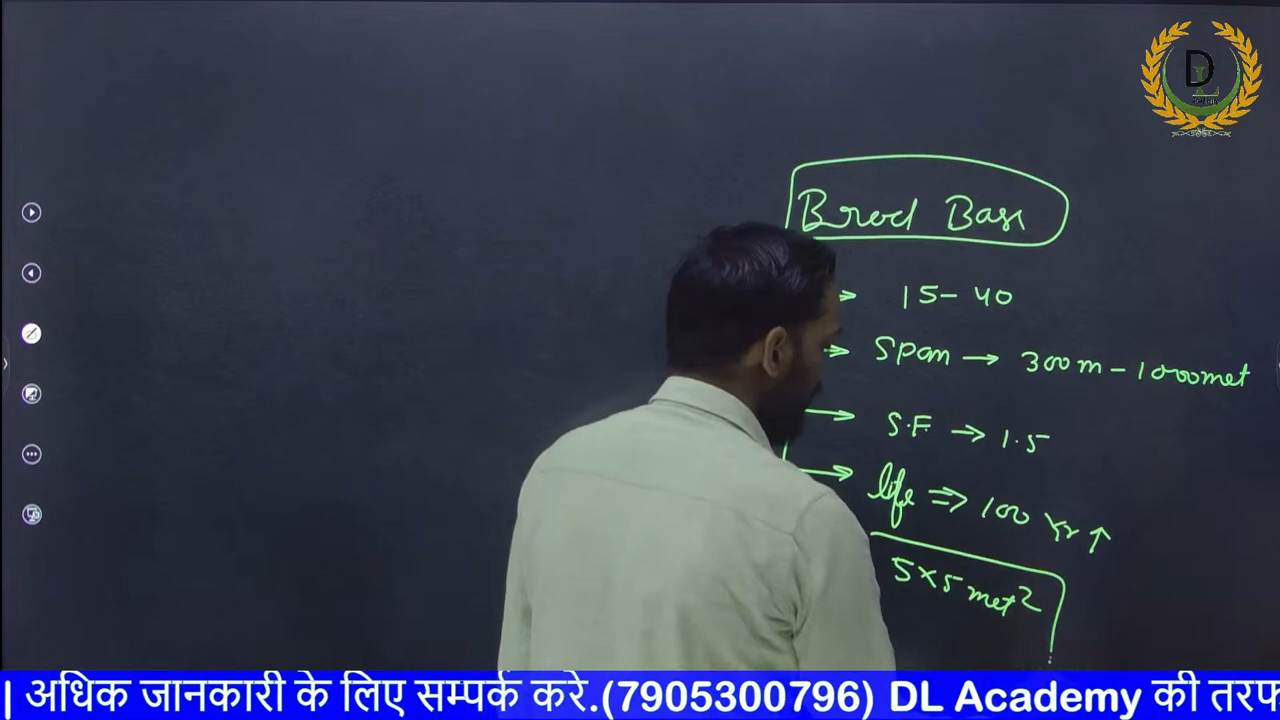 DL
Brod Base
→ 15-40
→ Span → 300m - 1000met
→ S.F. → 1.5
→ life ⇒ 100 Yr ↑
5×5 met²
| अधिक जानकारी के लिए सम्पर्क करे.(7905300796) DL Academy की तरफ